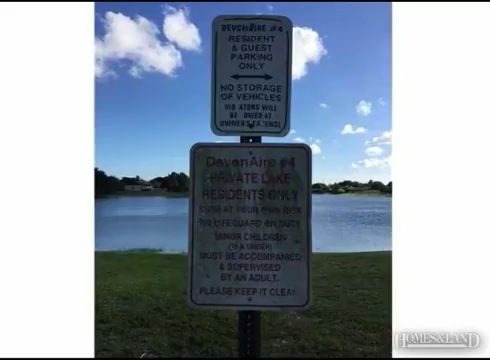 DEVONAIRE #4
RESIDENT
& GUEST
PARKING
ONLY
NO STORAGE
OF VEHICLES
VIOLATORS WILL
BE TOWED AT
OWNER'S EXPENSE
DevonAire #4
PRIVATE LAKE
RESIDENTS ONLY
SWIM AT YOUR OWN RISK
NO LIFEGUARD ON DUTY
MINOR CHILDREN
MUST BE ACCOMPANIED
& SUPERVISED
BY AN ADULT.
PLEASE KEEP IT CLEAN
HOMES&LAND